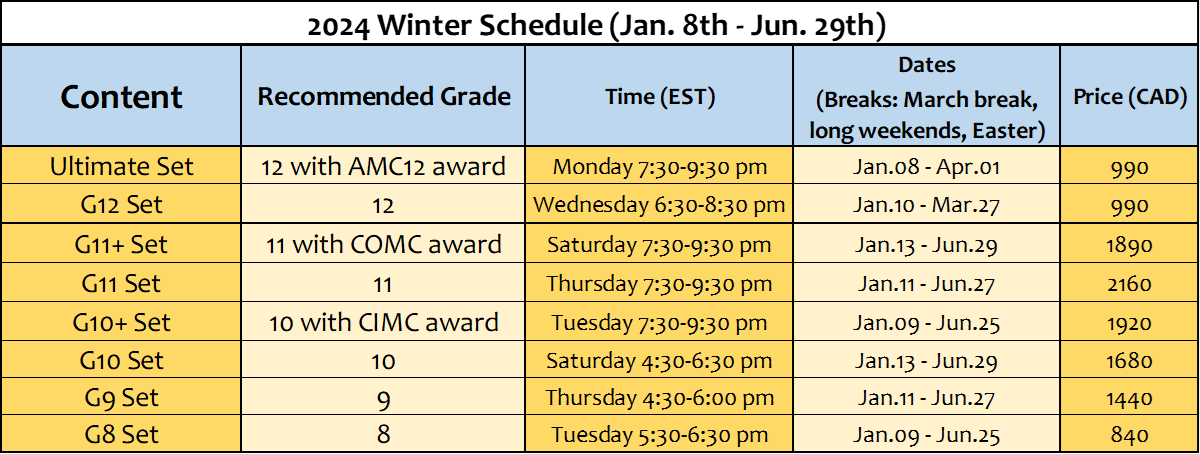 2024 Winter Schedule (Jan. 8th - Jun. 29th)
Content Recommended Grade Time (EST) Dates (Breaks: March break, long weekends, Easter) Price (CAD)
Ultimate Set 12 with AMC12 award Monday 7:30-9:30 pm Jan.08 - Apr.01 990
G12 Set 12 Wednesday 6:30-8:30 pm Jan.10 - Mar.27 990
G11+ Set 11 with COMC award Saturday 7:30-9:30 pm Jan.13 - Jun.29 1890
G11 Set 11 Thursday 7:30-9:30 pm Jan.11 - Jun.27 2160
G10+ Set 10 with CIMC award Tuesday 7:30-9:30 pm Jan.09 - Jun.25 1920
G10 Set 10 Saturday 4:30-6:30 pm Jan.13 - Jun.29 1680
G9 Set 9 Thursday 4:30-6:00 pm Jan.11 - Jun.27 1440
G8 Set 8 Tuesday 5:30-6:30 pm Jan.09 - Jun.25 840